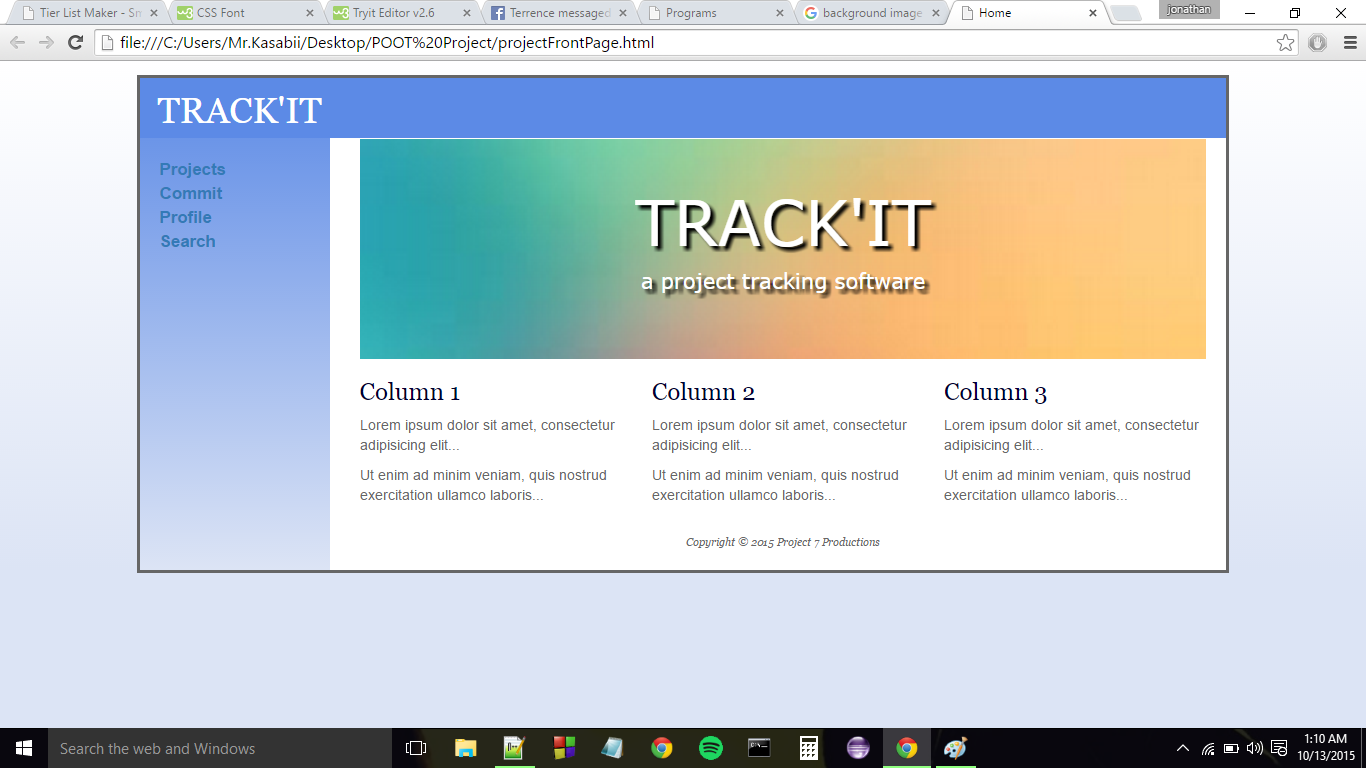 Tier List Maker - Sm
CSS Font
Tryit Editor v2.6
Terrence messaged
Programs
background image
Home
jonathan
file:///C:/Users/Mr.Kasabii/Desktop/POOT%20Project/projectFrontPage.html
TRACK'IT
Projects
Commit
Profile
Search
TRACK'IT
a project tracking software
Column 1
Lorem ipsum dolor sit amet, consectetur
adipisicing elit...
Ut enim ad minim veniam, quis nostrud
exercitation ullamco laboris...
Column 2
Lorem ipsum dolor sit amet, consectetur
adipisicing elit...
Ut enim ad minim veniam, quis nostrud
exercitation ullamco laboris...
Column 3
Lorem ipsum dolor sit amet, consectetur
adipisicing elit...
Ut enim ad minim veniam, quis nostrud
exercitation ullamco laboris...
Copyright © 2015 Project 7 Productions
Search the web and Windows
1:10 AM
10/13/2015